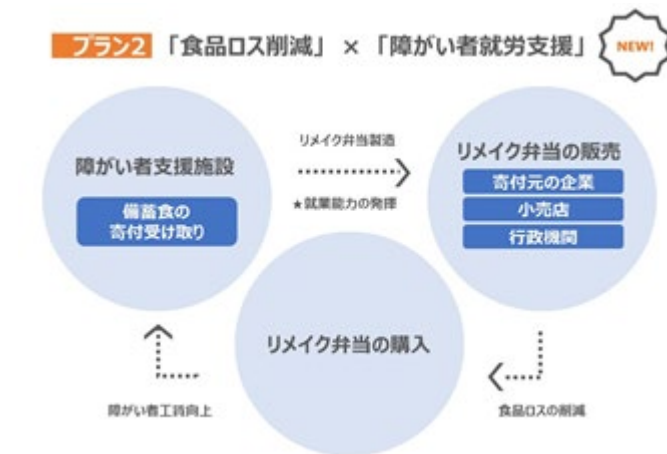 プラン2 「食品ロス削減」 × 「障がい者就労支援」 NEW!
障がい者支援施設
備蓄食の
寄付受け取り
リメイク弁当製造
★就業能力の発揮
リメイク弁当の販売
寄付元の企業
小売店
行政機関
リメイク弁当の購入
障がい者工賃向上
食品ロスの削減